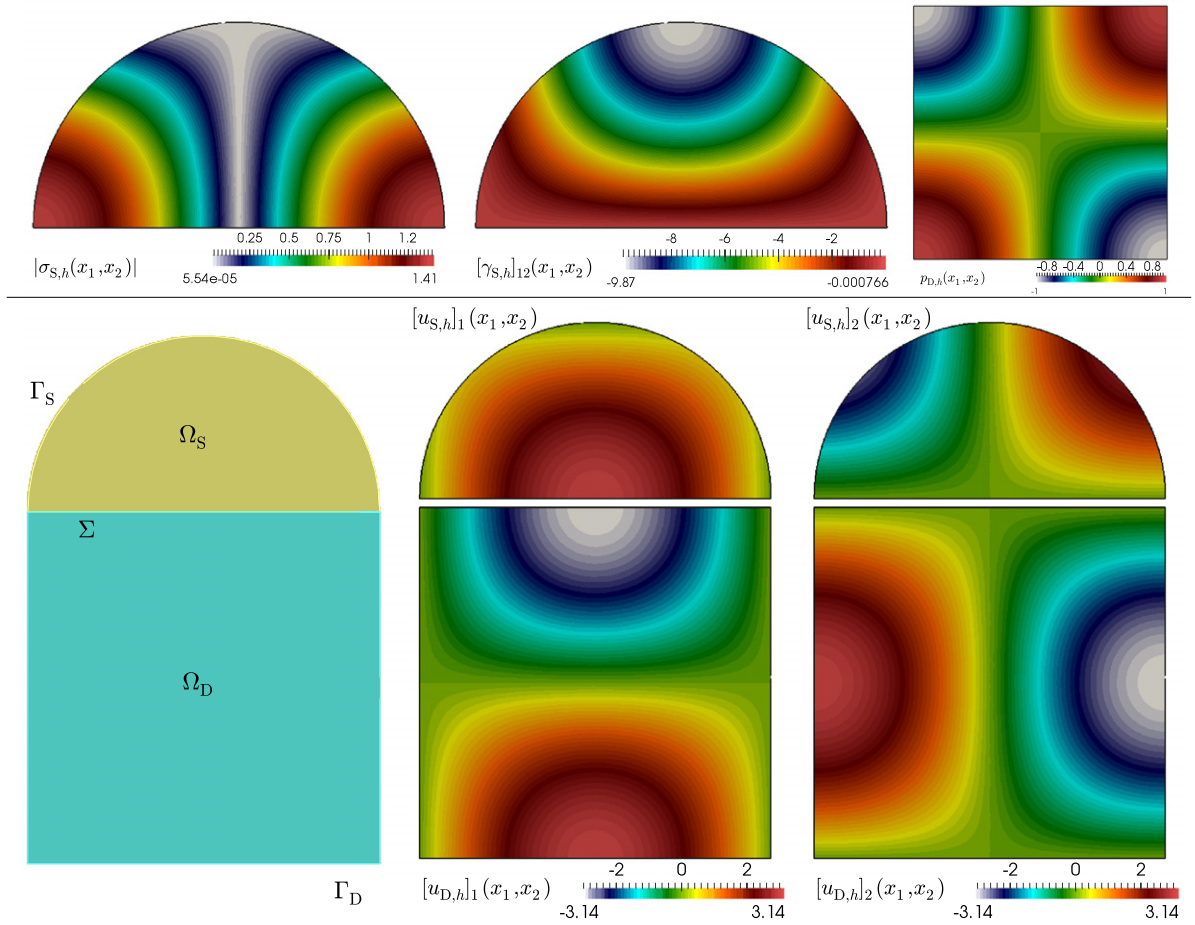 0.25 0.5 0.75 1 1.2
|σS,h(x1,x2)|
5.54e-05 1.41
-8 -6 -4 -2
[γS,h]12(x1,x2)
-9.87 -0.000766
-0.8 -0.4 0 0.4 0.8
pD,h(x1,x2)
-1 1
[uS,h]1(x1,x2)
[uS,h]2(x1,x2)
ΓS
ΩS
Σ
ΩD
ΓD
-2 0 2
[uD,h]1(x1,x2)
-3.14 3.14
-2 0 2
[uD,h]2(x1,x2)
-3.14 3.14